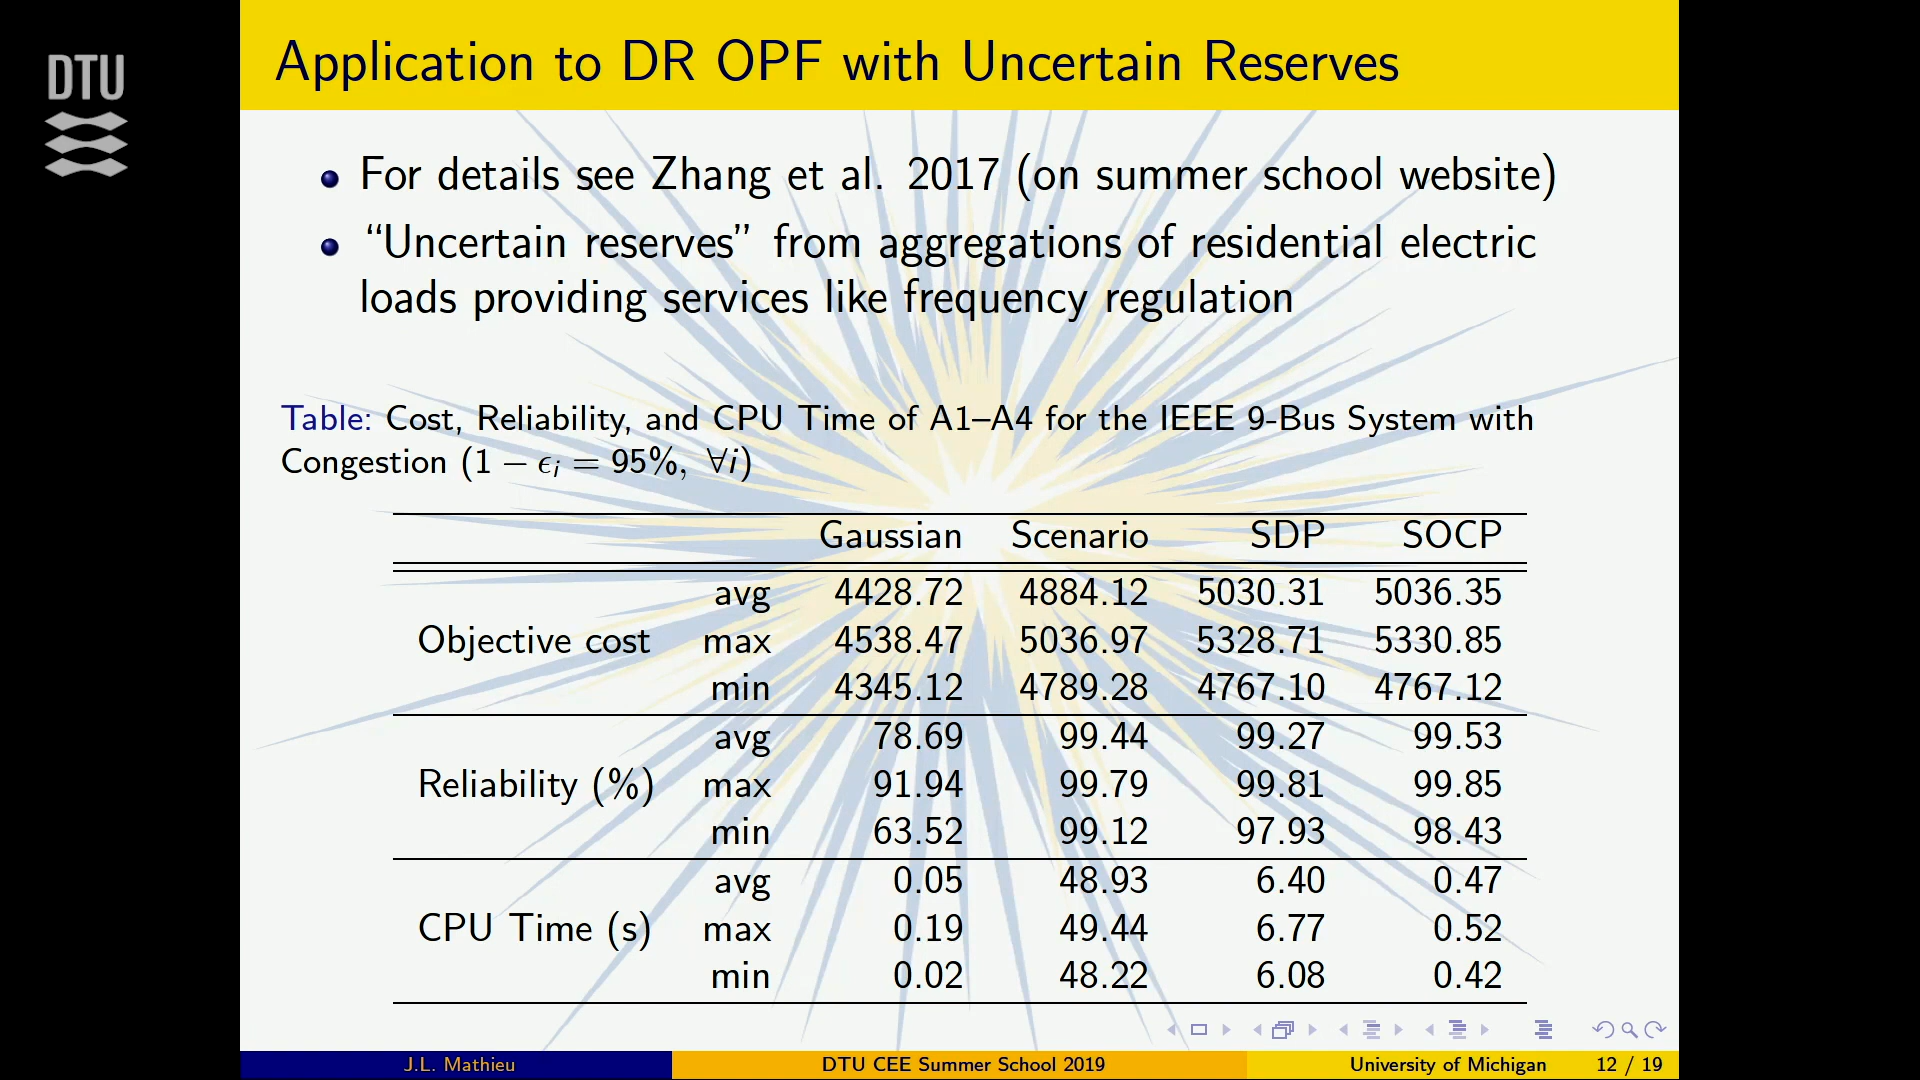 DTU
Application to DR OPF with Uncertain Reserves
For details see Zhang et al. 2017 (on summer school website)
“Uncertain reserves” from aggregations of residential electric
loads providing services like frequency regulation
Table: Cost, Reliability, and CPU Time of A1–A4 for the IEEE 9-Bus System with
Congestion (1 − ϵᵢ = 95%, ∀i)
Gaussian Scenario SDP SOCP
avg 4428.72 4884.12 5030.31 5036.35
Objective cost max 4538.47 5036.97 5328.71 5330.85
min 4345.12 4789.28 4767.10 4767.12
avg 78.69 99.44 99.27 99.53
Reliability (%) max 91.94 99.79 99.81 99.85
min 63.52 99.12 97.93 98.43
avg 0.05 48.93 6.40 0.47
CPU Time (s) max 0.19 49.44 6.77 0.52
min 0.02 48.22 6.08 0.42
J.L. Mathieu DTU CEE Summer School 2019 University of Michigan 12 / 19